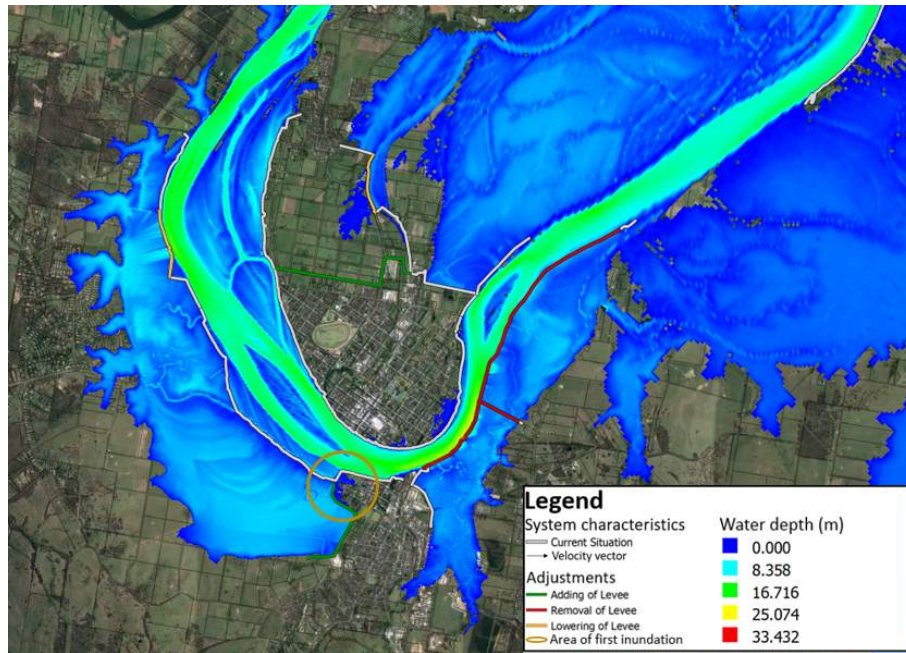 Legend
System characteristics
Current Situation
Velocity vector
Adjustments
Adding of Levee
Removal of Levee
Lowering of Levee
Area of first inundation
Water depth (m)
0.000
8.358
16.716
25.074
33.432